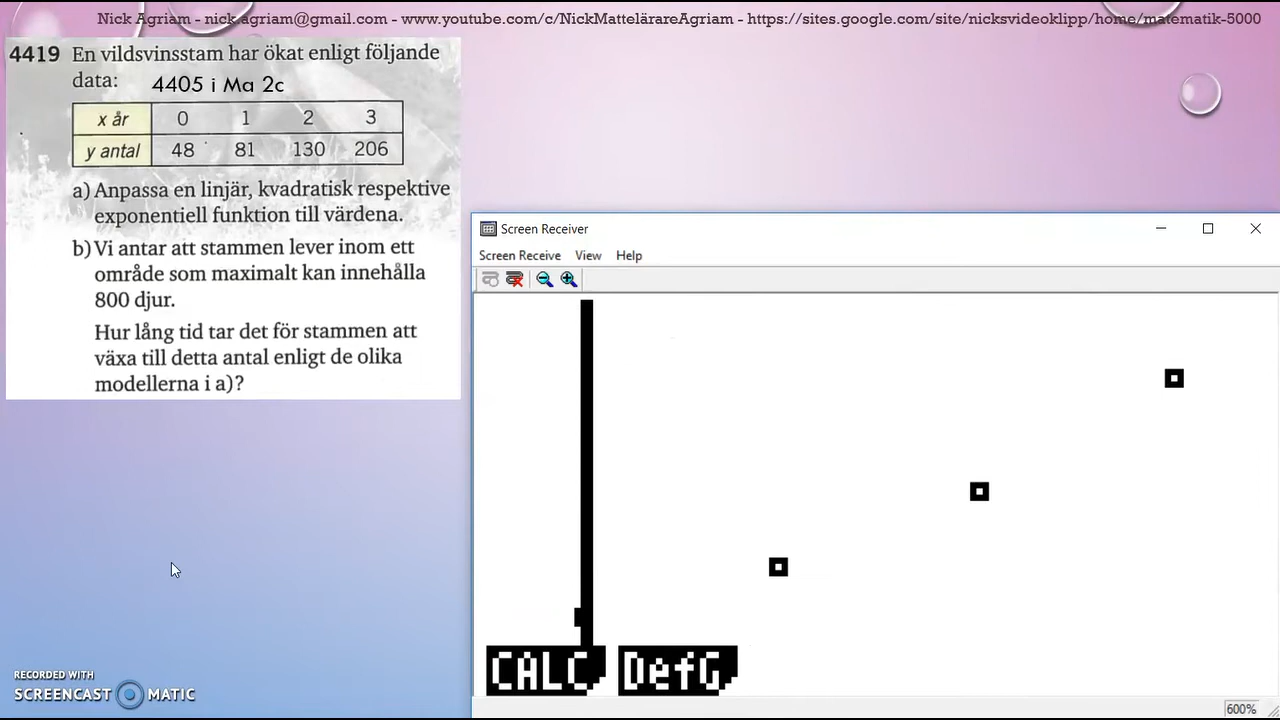 Nick Agriam - nick.agriam@gmail.com - www.youtube.com/c/NickMattelärareAgriam - https://sites.google.com/site/nicksvideoklipp/home/matematik-5000
4419 En vildsvinsstam har ökat enligt följande
data: 4405 i Ma 2c
x år 0 1 2 3
y antal 48 81 130 206
a) Anpassa en linjär, kvadratisk respektive
exponentiell funktion till värdena.
b) Vi antar att stammen lever inom ett
område som maximalt kan innehålla
800 djur.
Hur lång tid tar det för stammen att
växa till detta antal enligt de olika
modellerna i a)?
Screen Receiver
Screen Receive View Help
CALC DefG
600%
RECORDED WITH
SCREENCAST MATIC